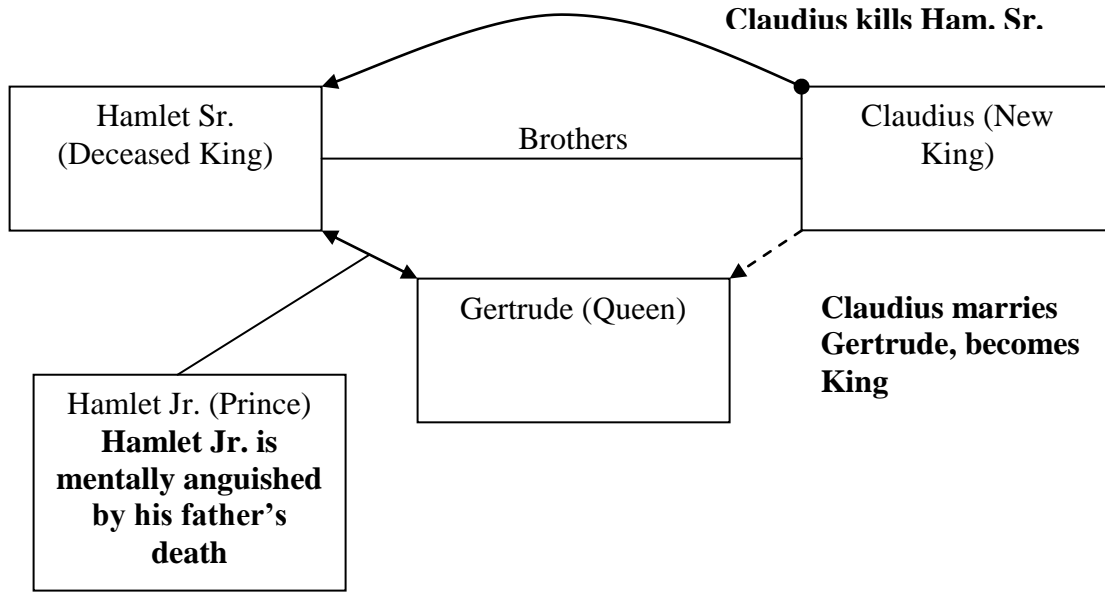 Claudius kills Ham. Sr.
Hamlet Sr.
(Deceased King)
Brothers
Claudius (New
King)
Gertrude (Queen)
Claudius marries
Gertrude, becomes
King
Hamlet Jr. (Prince)
Hamlet Jr. is
mentally anguished
by his father’s
death